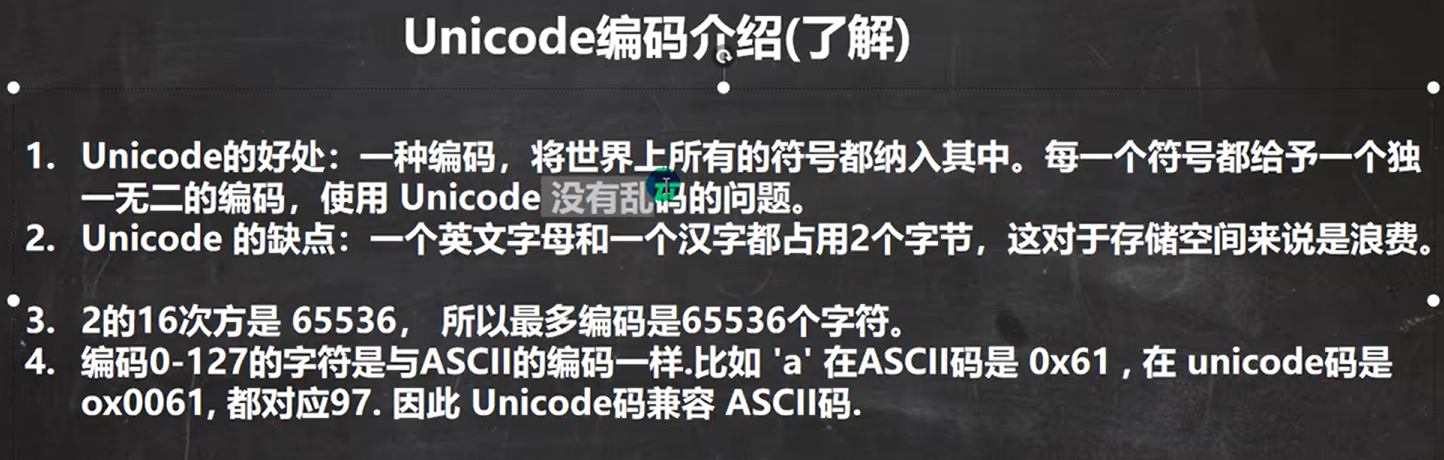 Unicode编码介绍(了解)
1. Unicode的好处：一种编码，将世界上所有的符号都纳入其中。每一个符号都给予一个独
一无二的编码，使用 Unicode 没有乱码的问题。
2. Unicode 的缺点：一个英文字母和一个汉字都占用2个字节，这对于存储空间来说是浪费。
3. 2的16次方是 65536， 所以最多编码是65536个字符。
4. 编码0-127的字符是与ASCII的编码一样.比如 'a' 在ASCII码是 0x61 , 在 unicode码是
ox0061, 都对应97. 因此 Unicode码兼容 ASCII码.